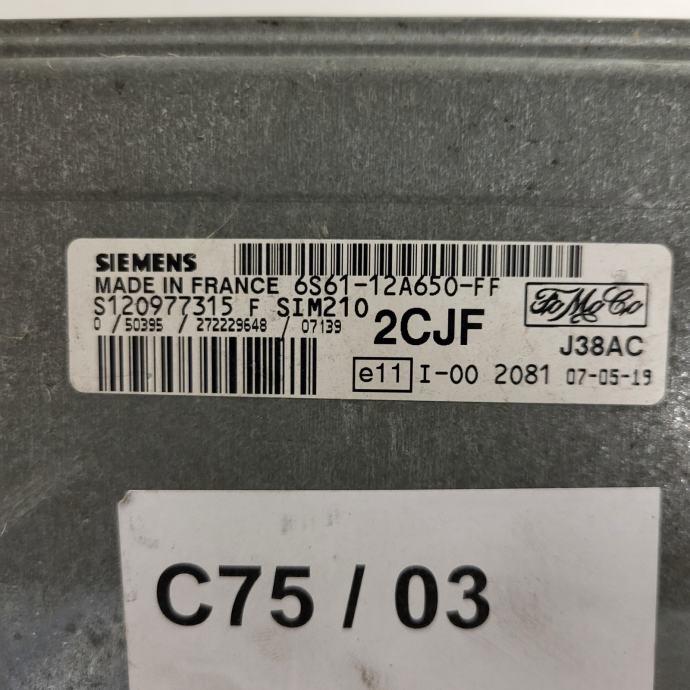 SIEMENS
MADE IN FRANCE 6S61-12A650-FF
S120977315 F SIM210
0 / 50395 / 272229648 / 07139
2CJF
FoMoCo
J38AC
e11 I-00 2081 07-05-19
C75 / 03